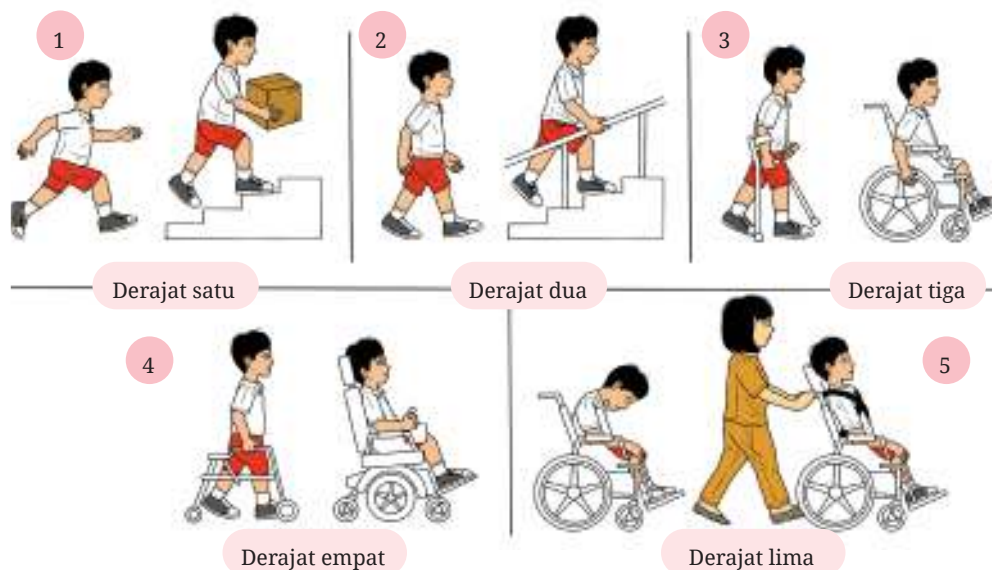 1
2
3
Derajat satu
Derajat dua
Derajat tiga
4
5
Derajat empat
Derajat lima